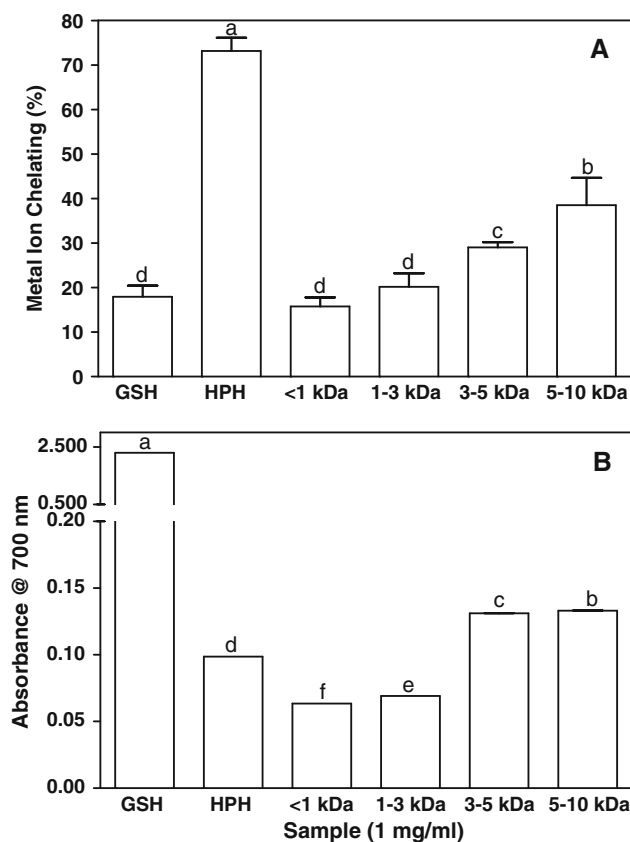 A
Metal Ion Chelating (%)
80
70
60
50
40
30
20
10
0
d
a
d
d
c
b
GSH HPH <1 kDa 1-3 kDa 3-5 kDa 5-10 kDa
B
Absorbance @ 700 nm
2.500
0.500
0.20
0.15
0.10
0.05
0.00
a
d
f
e
c
b
GSH HPH <1 kDa 1-3 kDa 3-5 kDa 5-10 kDa
Sample (1 mg/ml)